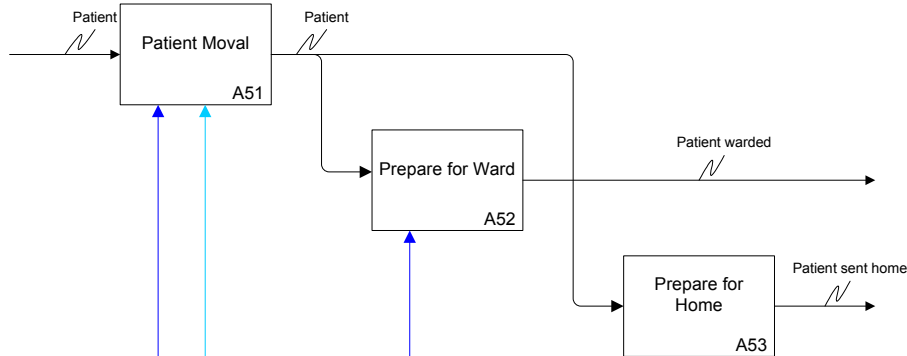 Patient
Patient
Patient Moval
A51
Patient warded
Prepare for Ward
A52
Patient sent home
Prepare for
Home
A53